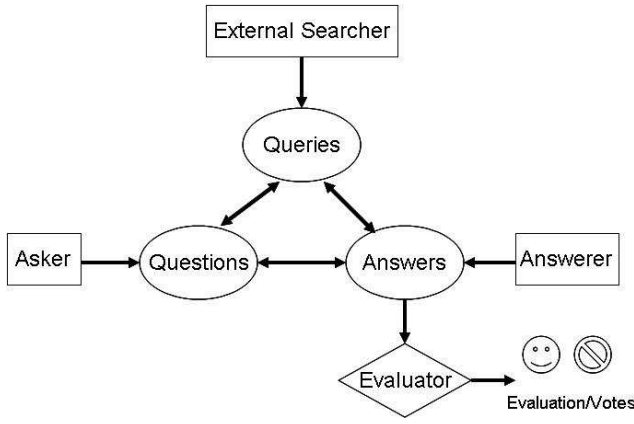 External Searcher
Queries
Asker
Questions
Answers
Answerer
Evaluator
Evaluation/Votes